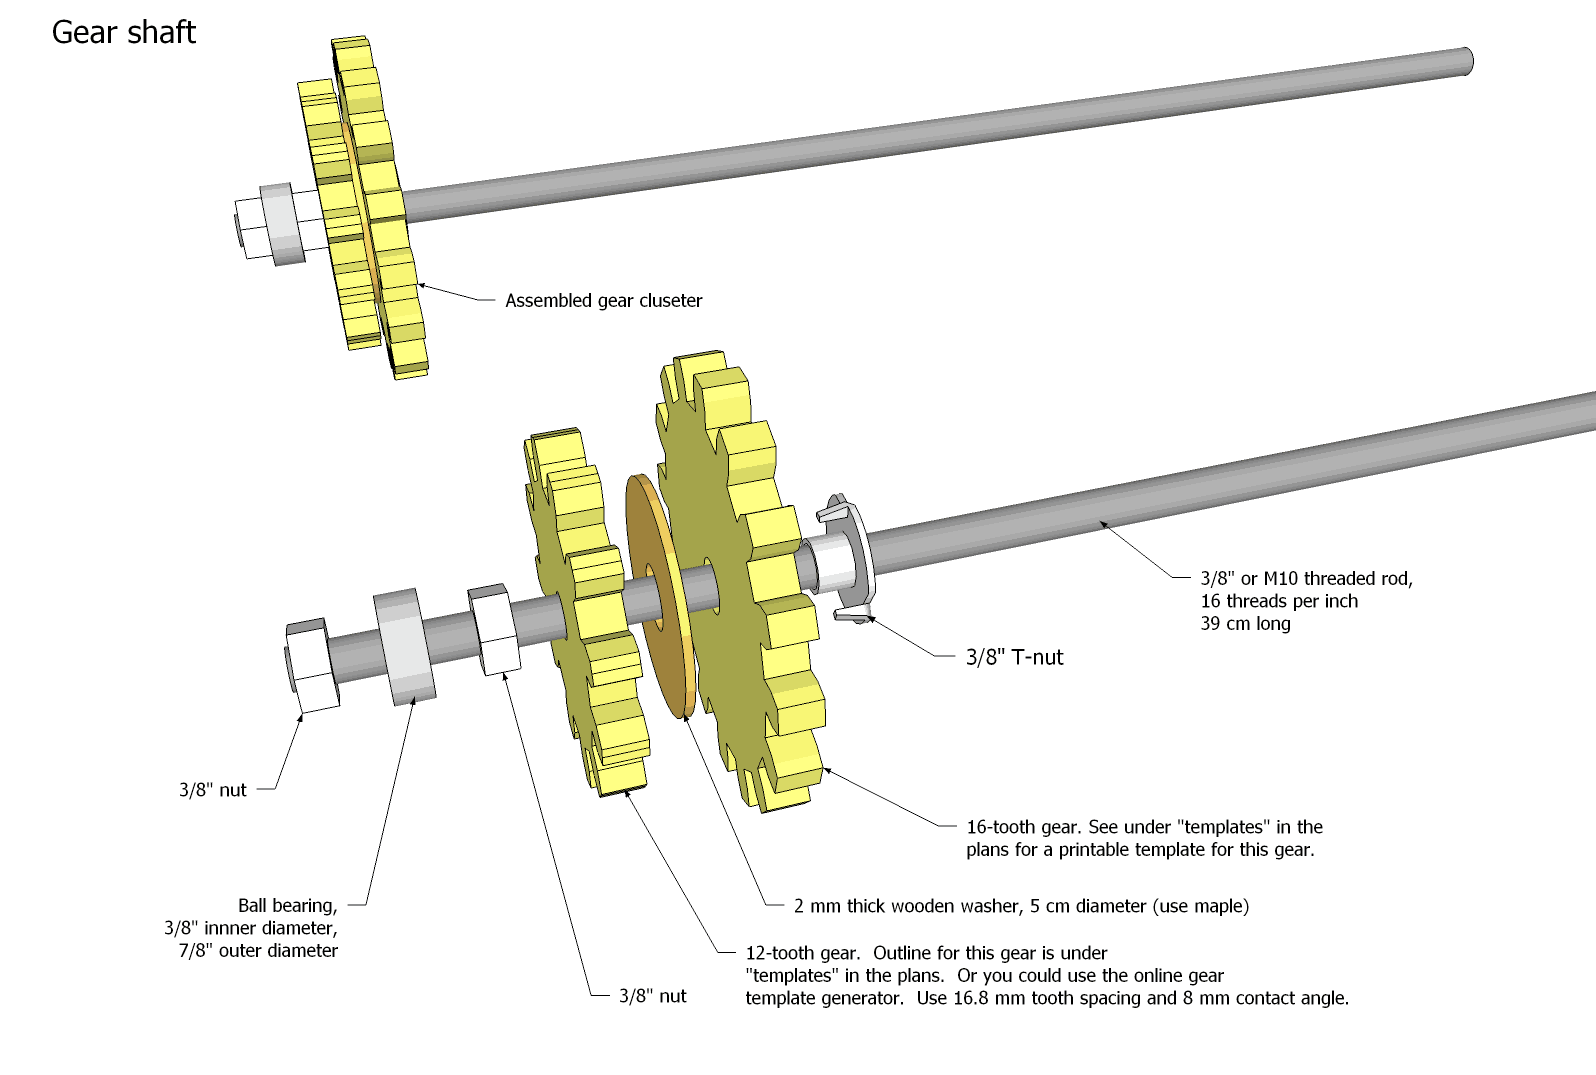 Gear shaft
Assembled gear cluseter
3/8" or M10 threaded rod,
16 threads per inch
39 cm long
3/8" T-nut
3/8" nut
16-tooth gear. See under "templates" in the
plans for a printable template for this gear.
Ball bearing,
3/8" innner diameter,
7/8" outer diameter
2 mm thick wooden washer, 5 cm diameter (use maple)
12-tooth gear.  Outline for this gear is under
"templates" in the plans.  Or you could use the online gear
template generator.  Use 16.8 mm tooth spacing and 8 mm contact angle.
3/8" nut